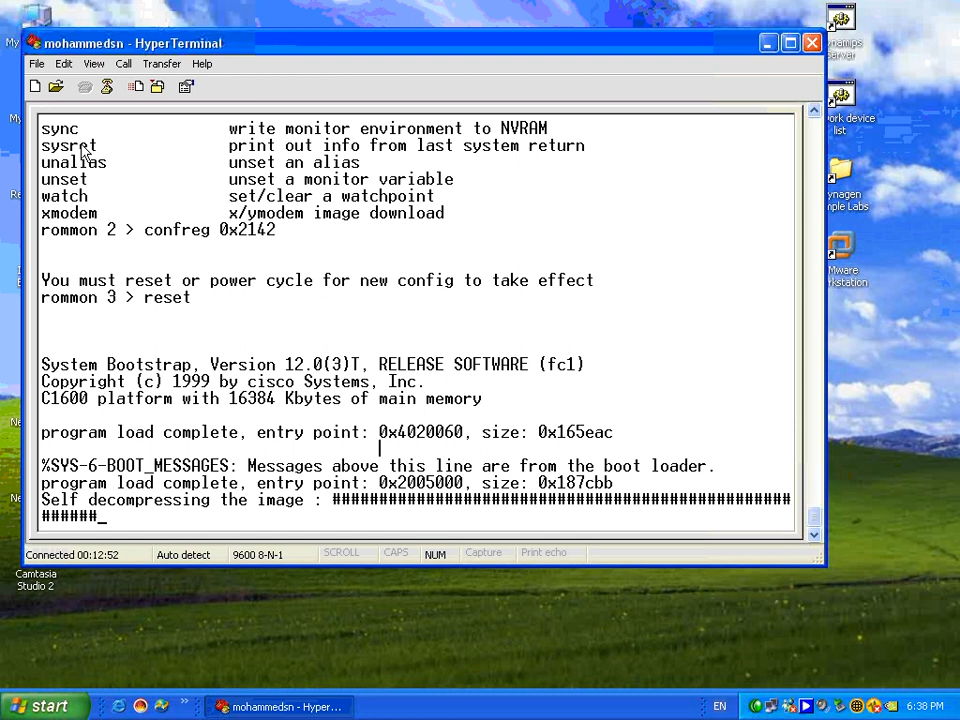 mohammedsn - HyperTerminal
File Edit View Call Transfer Help
sync write monitor environment to NVRAM
sysret print out info from last system return
unalias unset an alias
unset unset a monitor variable
watch set/clear a watchpoint
xmodem x/ymodem image download
rommon 2 > confreg 0x2142
You must reset or power cycle for new config to take effect
rommon 3 > reset
System Bootstrap, Version 12.0(3)T, RELEASE SOFTWARE (fc1)
Copyright (c) 1999 by cisco Systems, Inc.
C1600 platform with 16384 Kbytes of main memory
program load complete, entry point: 0x4020060, size: 0x165eac
%SYS-6-BOOT_MESSAGES: Messages above this line are from the boot loader.
program load complete, entry point: 0x2005000, size: 0x187cbb
Self decompressing the image : #################################################
######_
Connected 00:12:52 Auto detect 9600 8-N-1 SCROLL CAPS NUM Capture Print echo
server
list
Camtasia
Studio 2
start
mohammedsn - Hyper...
EN
6:38 PM